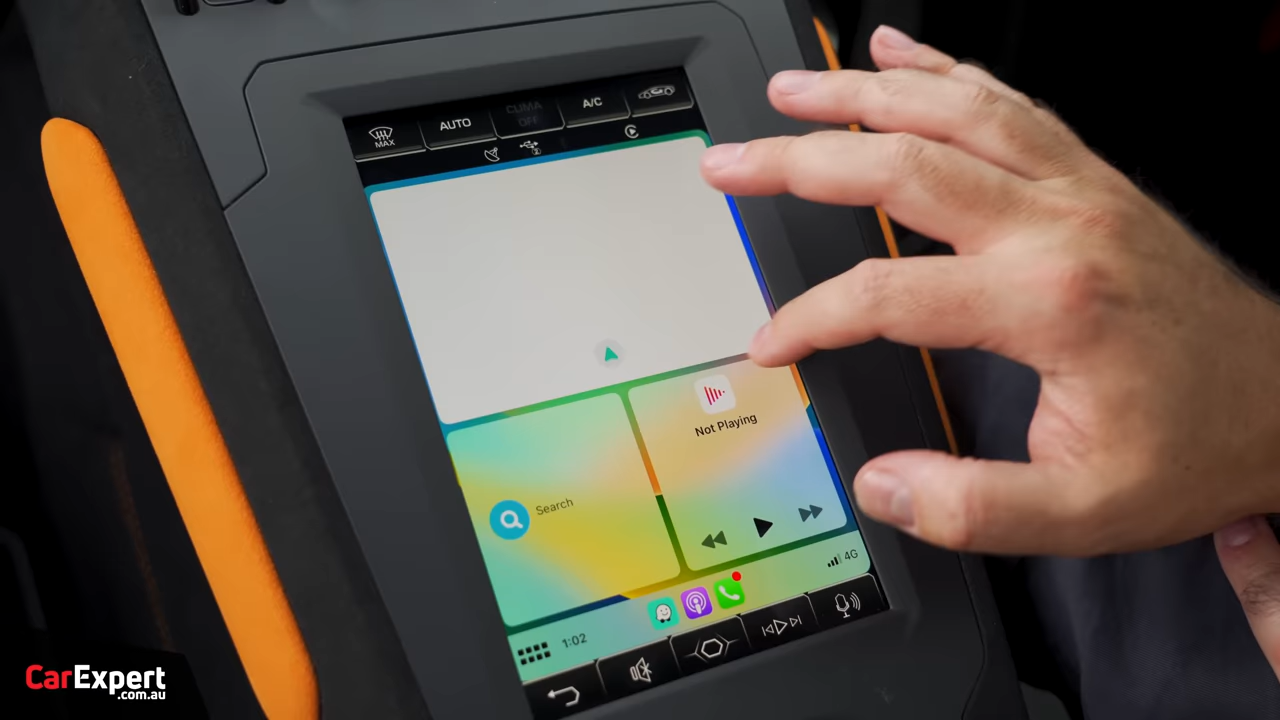 MAX
AUTO
CLIMA
OFF
A/C
Not Playing
Search
4G
1:02
CarExpert
.com.au